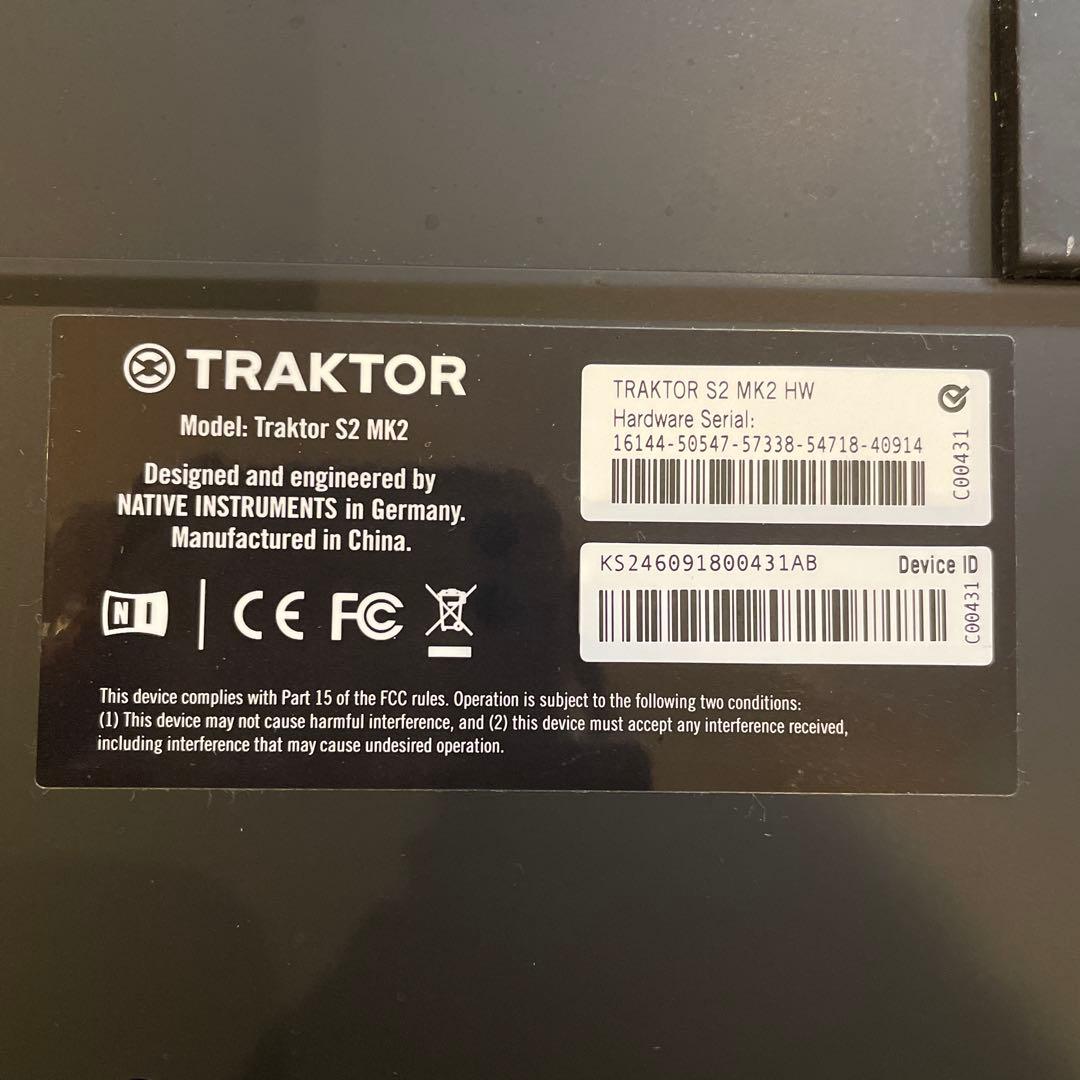 TRAKTOR
Model: Traktor S2 MK2
Designed and engineered by
NATIVE INSTRUMENTS in Germany.
Manufactured in China.
NI
CE FC
This device complies with Part 15 of the FCC rules. Operation is subject to the following two conditions:
(1) This device may not cause harmful interference, and (2) this device must accept any interference received,
including interference that may cause undesired operation.
TRAKTOR S2 MK2 HW
Hardware Serial:
16144-50547-57338-54718-40914
C00431
KS246091800431AB Device ID
C00431